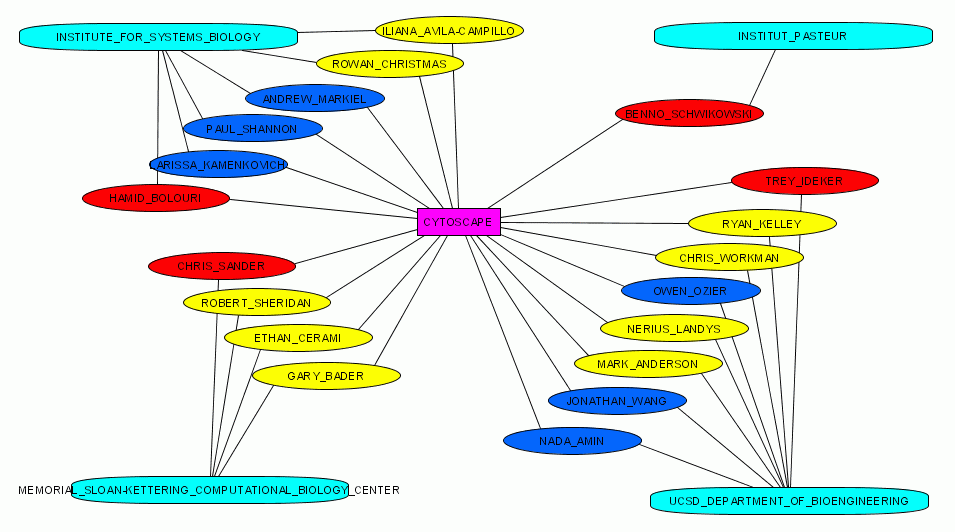 ILIANA_AVILA-CAMPILLO
INSTITUTE_FOR_SYSTEMS_BIOLOGY
INSTITUT_PASTEUR
ROWAN_CHRISTMAS
ANDREW_MARKIEL
BENNO_SCHWIKOWSKI
PAUL_SHANNON
LARISSA_KAMENKOVICH
TREY_IDEKER
HAMID_BOLOURI
CYTOSCAPE
RYAN_KELLEY
CHRIS_WORKMAN
CHRIS_SANDER
OWEN_OZIER
ROBERT_SHERIDAN
NERIUS_LANDYS
ETHAN_CERAMI
MARK_ANDERSON
GARY_BADER
JONATHAN_WANG
NADA_AMIN
MEMORIAL_SLOAN-KETTERING_COMPUTATIONAL_BIOLOGY_CENTER
UCSD_DEPARTMENT_OF_BIOENGINEERING